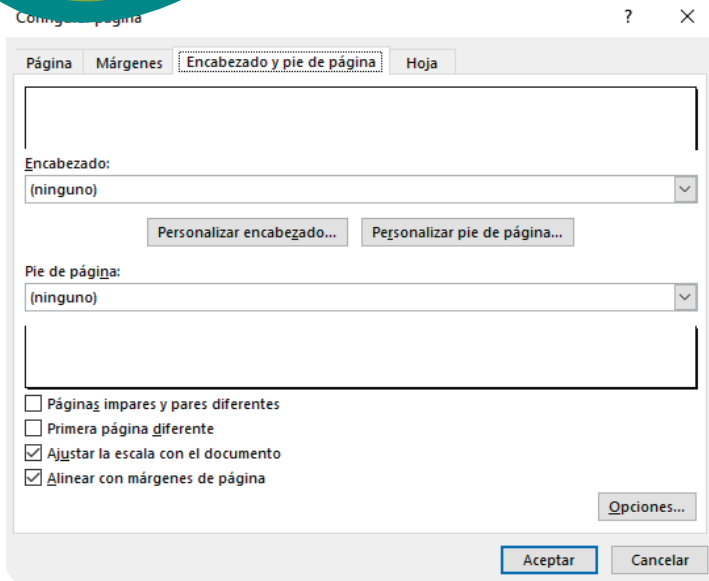 Configurar página ?
Página Márgenes Encabezado y pie de página Hoja
Encabezado:
(ninguno)
Personalizar encabezado... Personalizar pie de página...
Pie de página:
(ninguno)
Páginas impares y pares diferentes
Primera página diferente
Ajustar la escala con el documento
Alinear con márgenes de página
Opciones...
Aceptar Cancelar